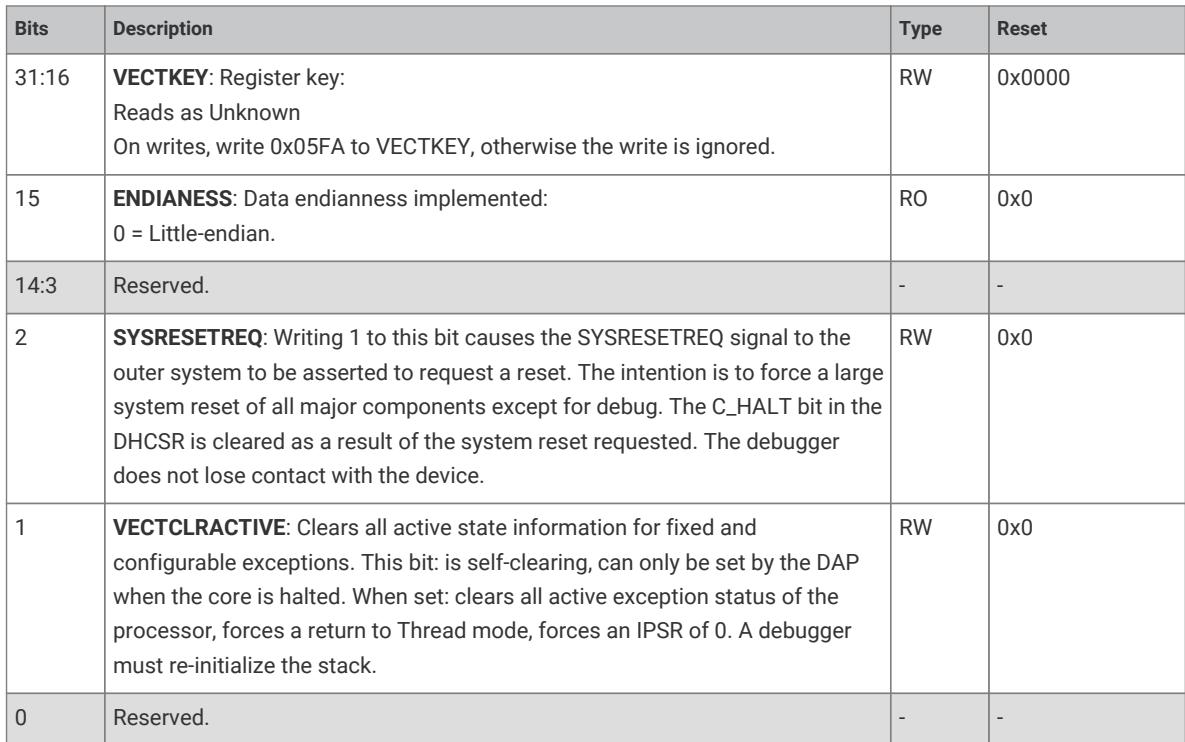 Bits Description Type Reset
31:16 VECTKEY: Register key: RW 0x0000
Reads as Unknown
On writes, write 0x05FA to VECTKEY, otherwise the write is ignored.
15 ENDIANESS: Data endianness implemented: RO 0x0
0 = Little-endian.
14:3 Reserved. - -
2 SYSRESETREQ: Writing 1 to this bit causes the SYSRESETREQ signal to the RW 0x0
outer system to be asserted to request a reset. The intention is to force a large
system reset of all major components except for debug. The C_HALT bit in the
DHCSR is cleared as a result of the system reset requested. The debugger
does not lose contact with the device.
1 VECTCLRACTIVE: Clears all active state information for fixed and RW 0x0
configurable exceptions. This bit: is self-clearing, can only be set by the DAP
when the core is halted. When set: clears all active exception status of the
processor, forces a return to Thread mode, forces an IPSR of 0. A debugger
must re-initialize the stack.
0 Reserved. - -